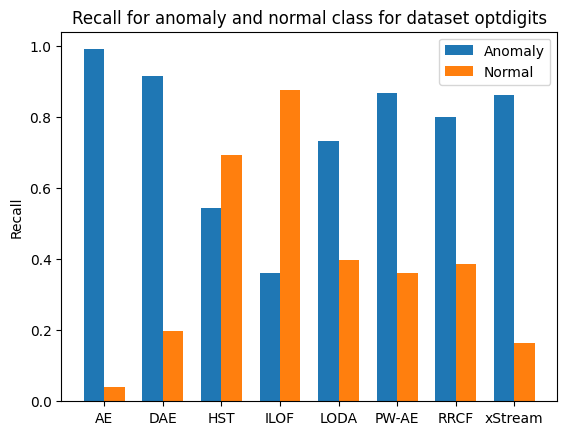 Recall for anomaly and normal class for dataset optdigits
Anomaly
Normal
Recall
1.0
0.8
0.6
0.4
0.2
0.0
AE DAE HST ILOF LODA PW-AE RRCF xStream